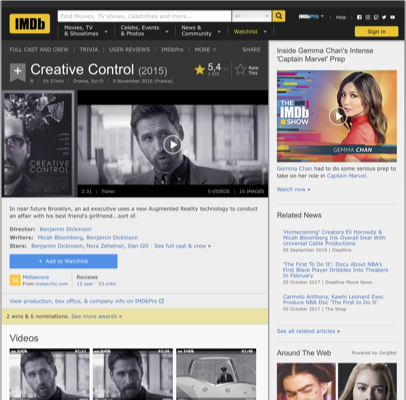 IMDb
Find Movies, TV shows, Celebrities and more...
All
Movies, TV
& Showtimes
Celebs, Events
& Photos
News &
Community
Watchlist
IMDbPro
Help
Sign in
FULL CAST AND CREW | TRIVIA | USER REVIEWS | IMDbPro | MORE
SHARE
Creative Control (2015)
5,4
Rate
This
R | 1h 37min | Drama, Sci-Fi | 9 November 2016 (France)
CREATIVE
CONTROL
2:31 | Trailer
5 VIDEOS | 16 IMAGES
In near future Brooklyn, an ad executive uses a new Augmented Reality technology to conduct
an affair with his best friend's girlfriend...sort of.
Director: Benjamin Dickinson
Writers: Micah Bloomberg, Benjamin Dickinson
Stars: Benjamin Dickinson, Nora Zehetner, Dan Gill | See full cast & crew »
+ Add to Watchlist
Metascore
From metacritic.com
Reviews
12 user | 53 critic
View production, box office, & company info on IMDbPro
2 wins & 6 nominations. See more awards »
Videos
Inside Gemma Chan's Intense
'Captain Marvel' Prep
THE
IMDb
SHOW
GEMMA CHAN
Gemma Chan had to do some serious prep to
take on her role in Captain Marvel.
Watch now »
Related News
'Homecoming' Creators Eli Horowitz &
Micah Bloomberg Ink Overall Deal With
Universal Cable Productions
05 September 2018 | Deadline
'The First To Do It': Docu About NBA's
First Black Player Dribbles Into Theaters
In February
05 October 2017 | Deadline Movie News
Carmelo Anthony, Kawhi Leonard Exec
Produce NBA Doc 'The First to Do It'
05 October 2017 | The Wrap
See all related articles »
Around The Web
Powered by ZergNet